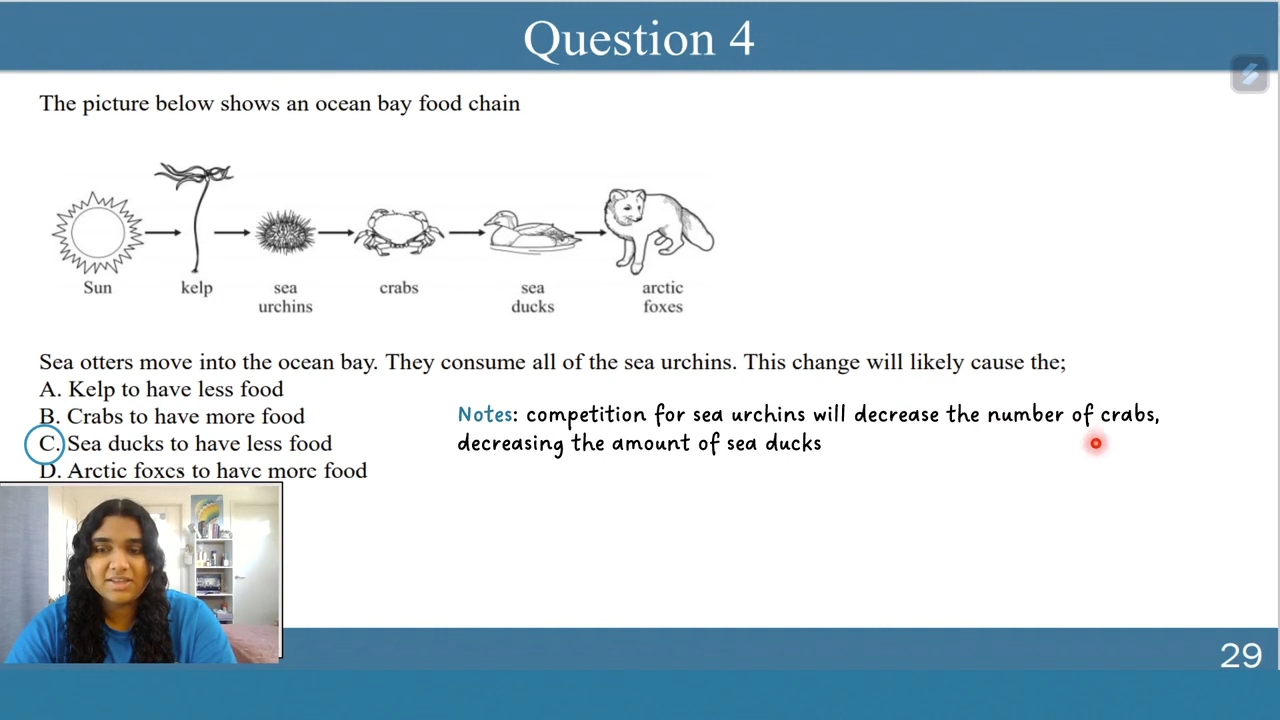 Question 4
The picture below shows an ocean bay food chain
Sun
kelp
sea
urchins
crabs
sea
ducks
arctic
foxes
Sea otters move into the ocean bay. They consume all of the sea urchins. This change will likely cause the;
A. Kelp to have less food
B. Crabs to have more food
C. Sea ducks to have less food
D. Arctic foxes to have more food
Notes: competition for sea urchins will decrease the number of crabs,
decreasing the amount of sea ducks
29